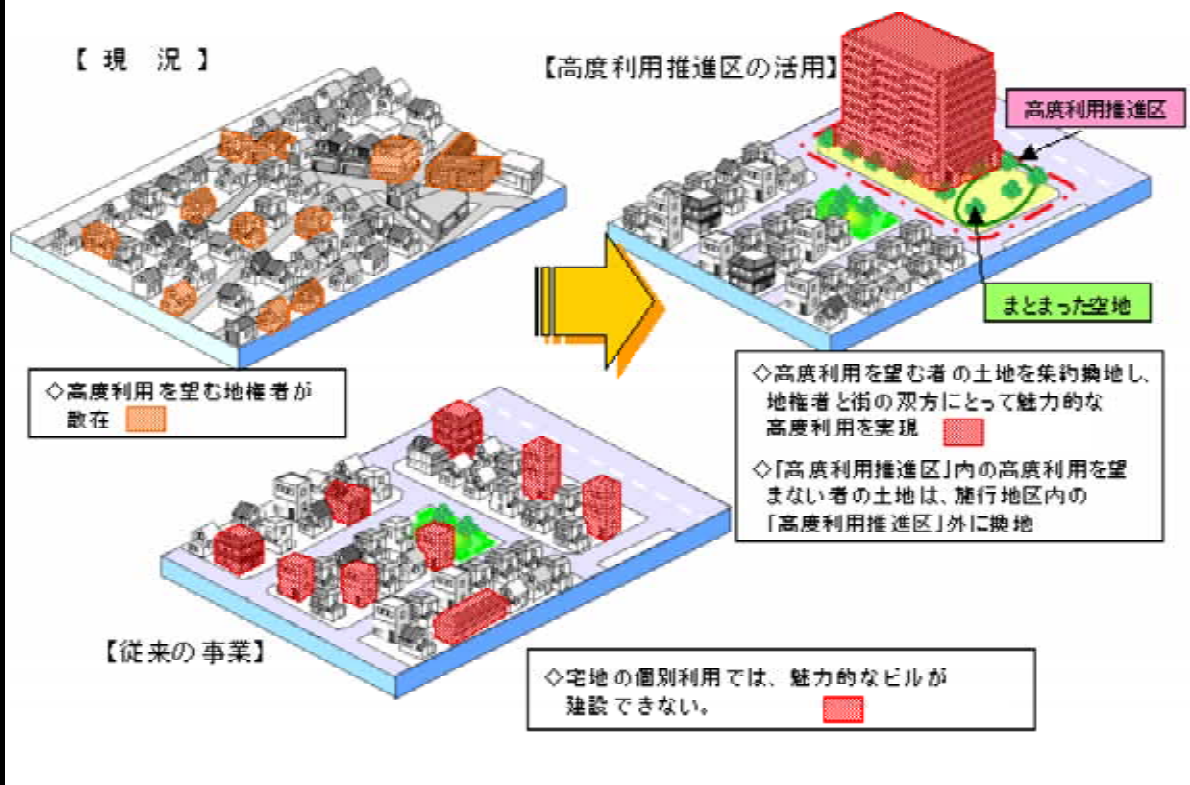 【 現　況 】
【高度利用推進区の活用】
高度利用推進区
まとまった空地
◇高度利用を望む地権者が
散在
◇高度利用を望む者の土地を集約換地し、
地権者と街の双方にとって魅力的な
高度利用を実現
◇「高度利用推進区」内の高度利用を望
まない者の土地は、施行地区内の
「高度利用推進区」外に換地
【従来の事業】
◇宅地の個別利用では、魅力的なビルが
建設できない。